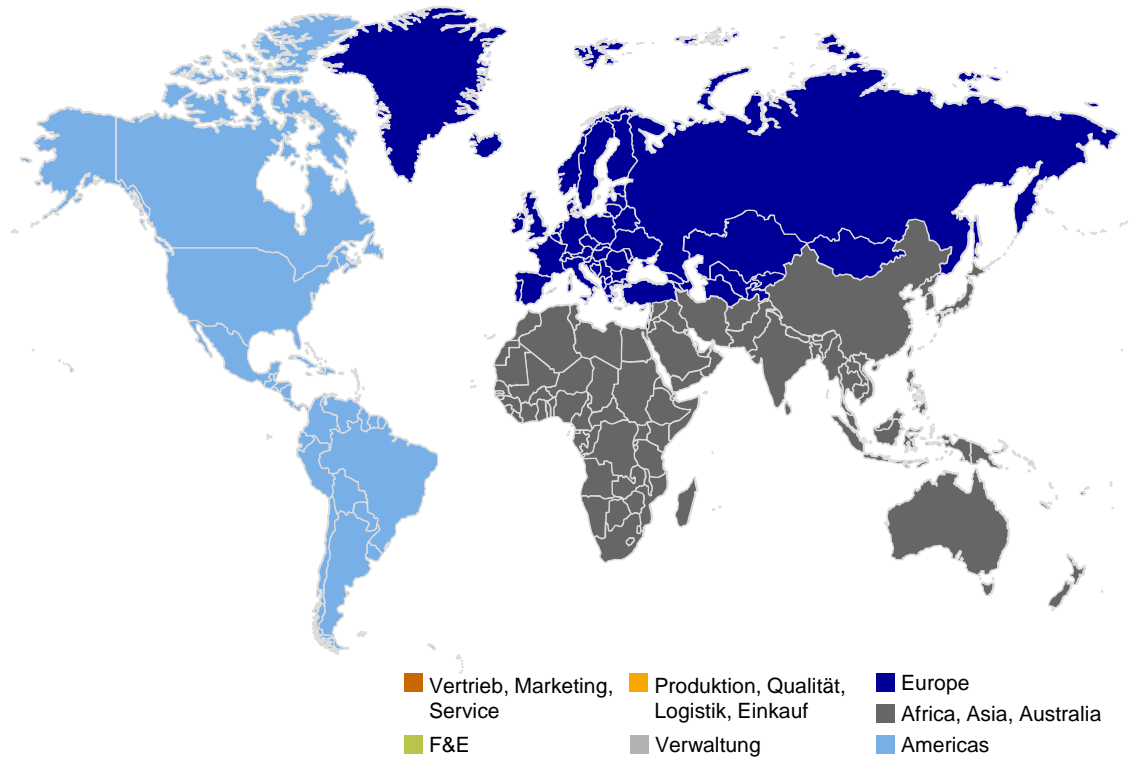 Vertrieb, Marketing,
Service
F&E
Produktion, Qualität,
Logistik, Einkauf
Verwaltung
Europe
Africa, Asia, Australia
Americas